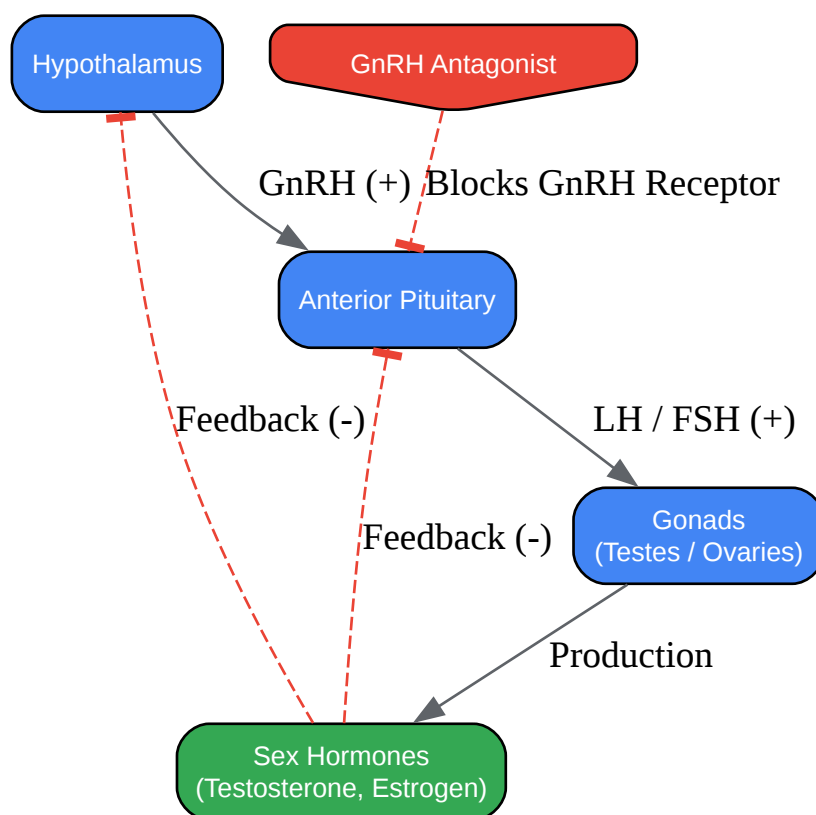 Hypothalamus
GnRH Antagonist
GnRH (+)
Blocks GnRH Receptor
Anterior Pituitary
Feedback (-)
LH / FSH (+)
Feedback (-)
Gonads
(Testes / Ovaries)
Production
Sex Hormones
(Testosterone, Estrogen)